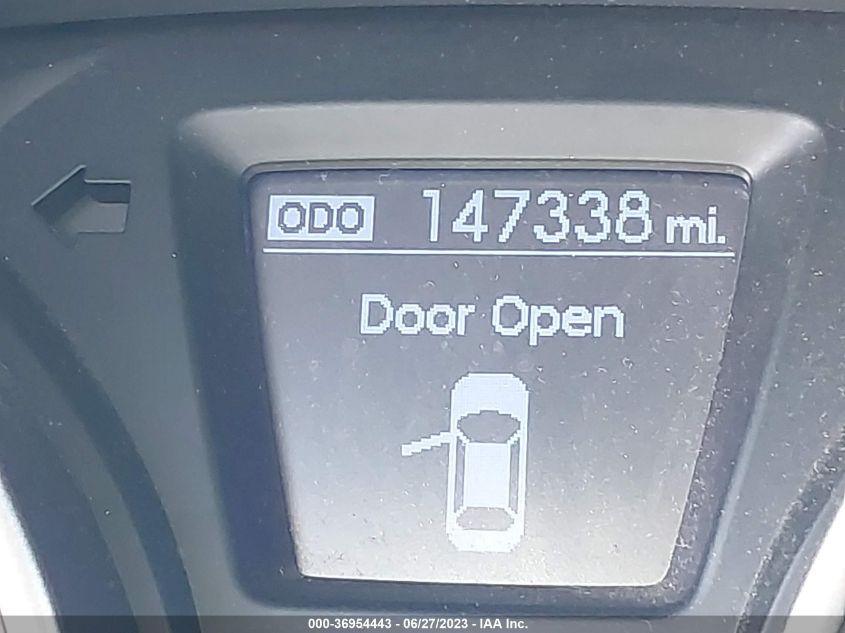 ODO 147338 mi.
Door Open
000-36954443 - 06/27/2023 - IAA Inc.